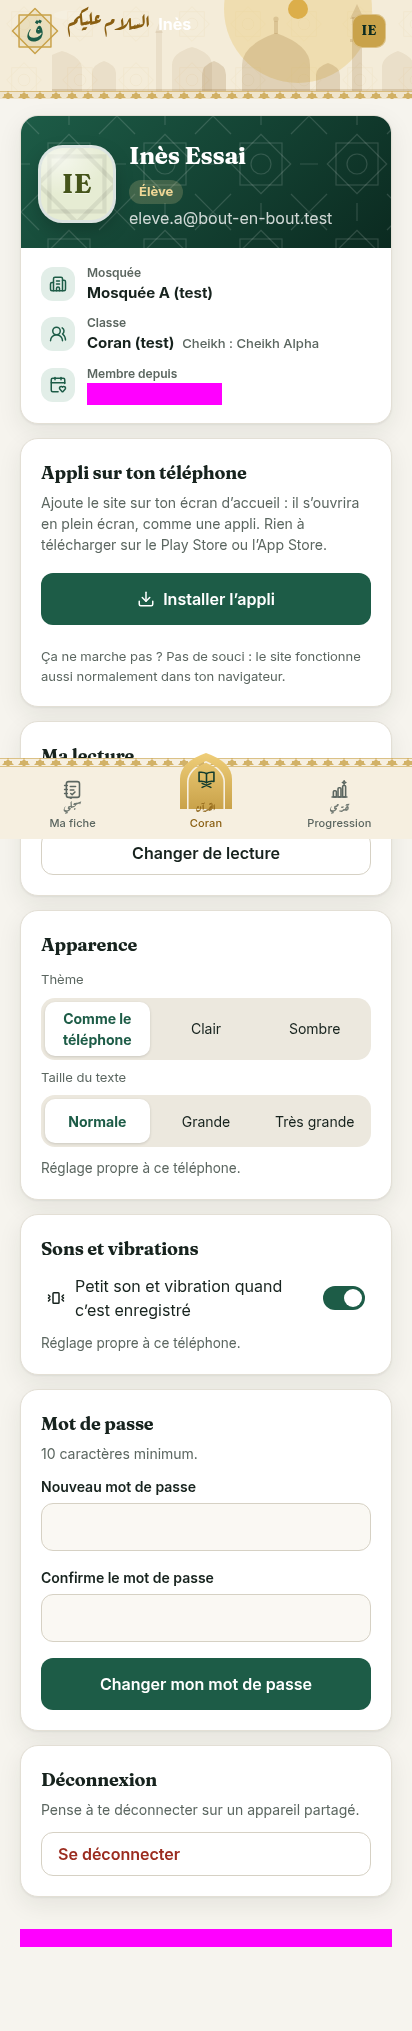 ق السلام عليكم Inès
IE
IE
Inès Essai
Élève
eleve.a@bout-en-bout.test
Mosquée
Mosquée A (test)
Classe
Coran (test) Cheikh : Cheikh Alpha
Membre depuis
Appli sur ton téléphone
Ajoute le site sur ton écran d’accueil : il s’ouvrira
en plein écran, comme une appli. Rien à
télécharger sur le Play Store ou l’App Store.
Installer l’appli
Ça ne marche pas ? Pas de souci : le site fonctionne
aussi normalement dans ton navigateur.
Ma lecture
Ma fiche
القرآن
Coran
Progression
Changer de lecture
Apparence
Thème
Comme le
téléphone
Clair
Sombre
Taille du texte
Normale
Grande
Très grande
Réglage propre à ce téléphone.
Sons et vibrations
Petit son et vibration quand
c’est enregistré
Réglage propre à ce téléphone.
Mot de passe
10 caractères minimum.
Nouveau mot de passe
Confirme le mot de passe
Changer mon mot de passe
Déconnexion
Pense à te déconnecter sur un appareil partagé.
Se déconnecter